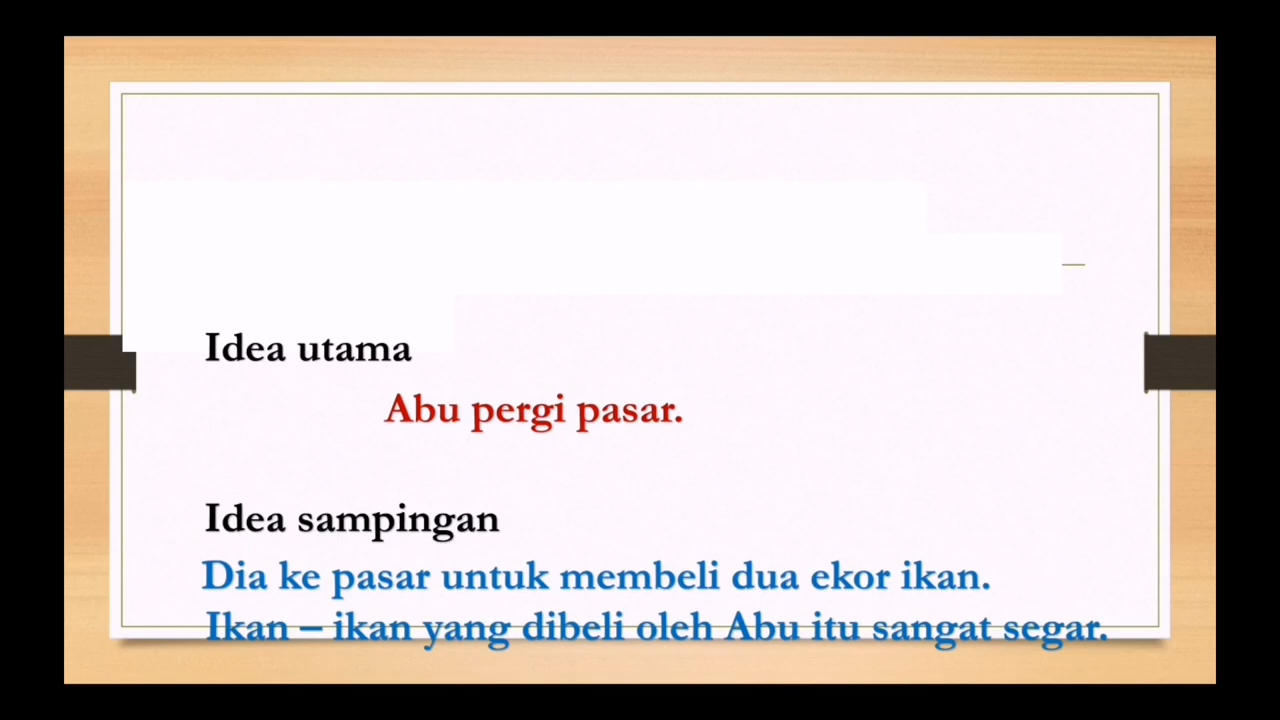 Idea utama
Abu pergi pasar.
Idea sampingan
Dia ke pasar untuk membeli dua ekor ikan.
Ikan – ikan yang dibeli oleh Abu itu sangat segar.